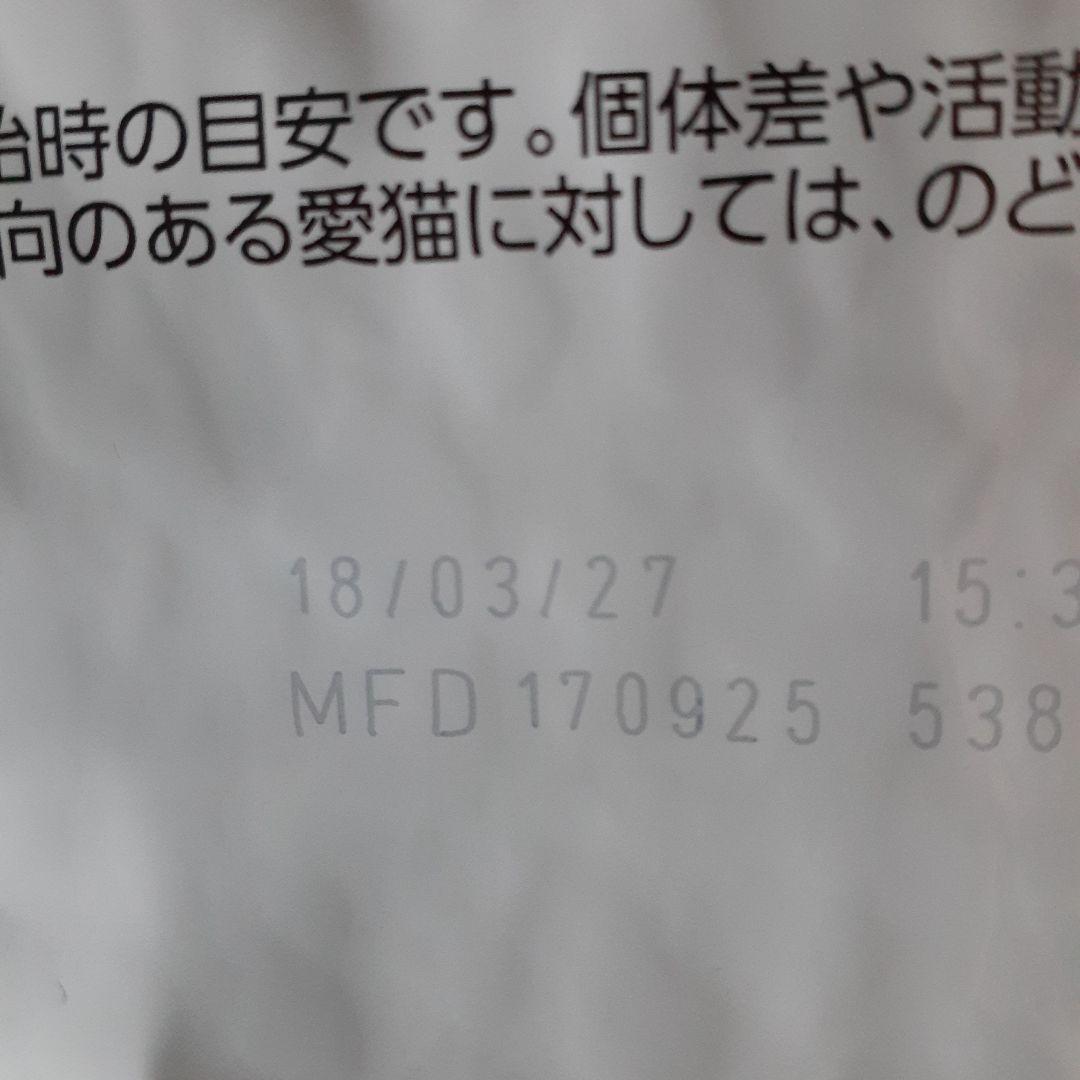 時の目安です。個体差や活動
向のある愛猫に対しては、のど
18/03/27 15:3
MFD 170925 538